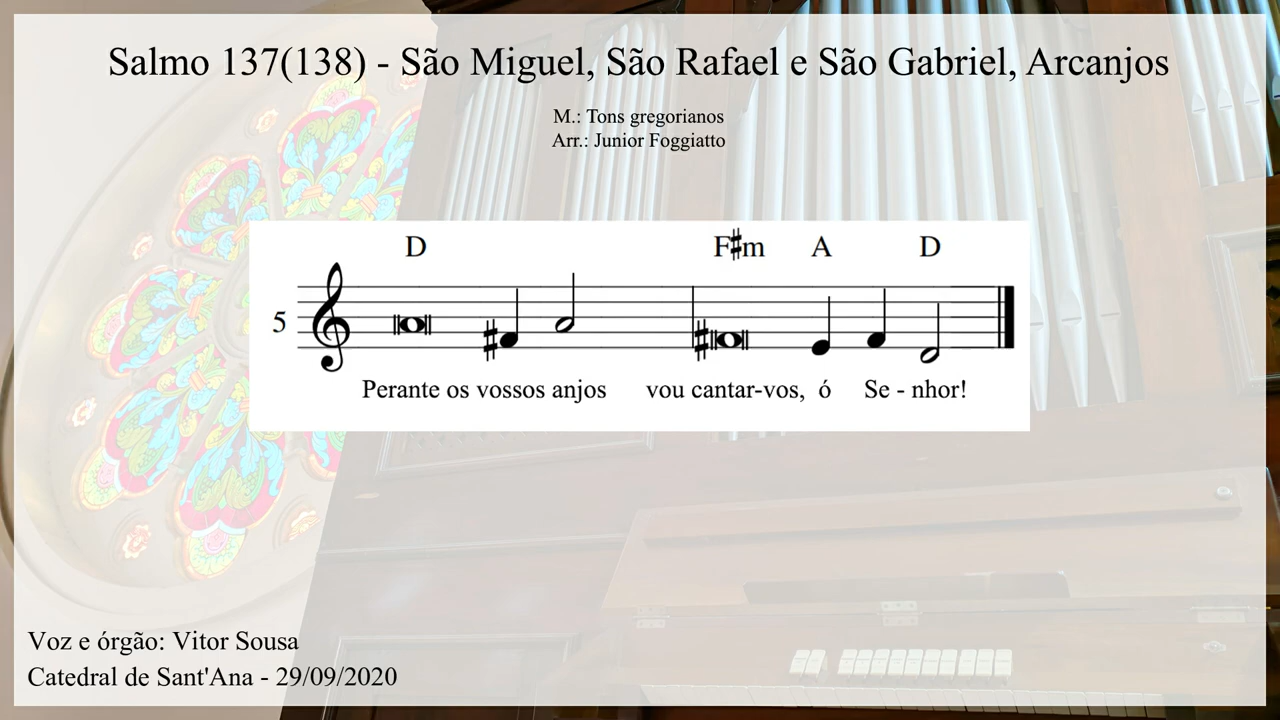 Salmo 137(138) - São Miguel, São Rafael e São Gabriel, Arcanjos
M.: Tons gregorianos
Arr.: Junior Foggiatto
D F#m A D
5
Perante os vossos anjos vou cantar-vos, ó Se - nhor!
Voz e órgão: Vitor Sousa
Catedral de Sant'Ana - 29/09/2020